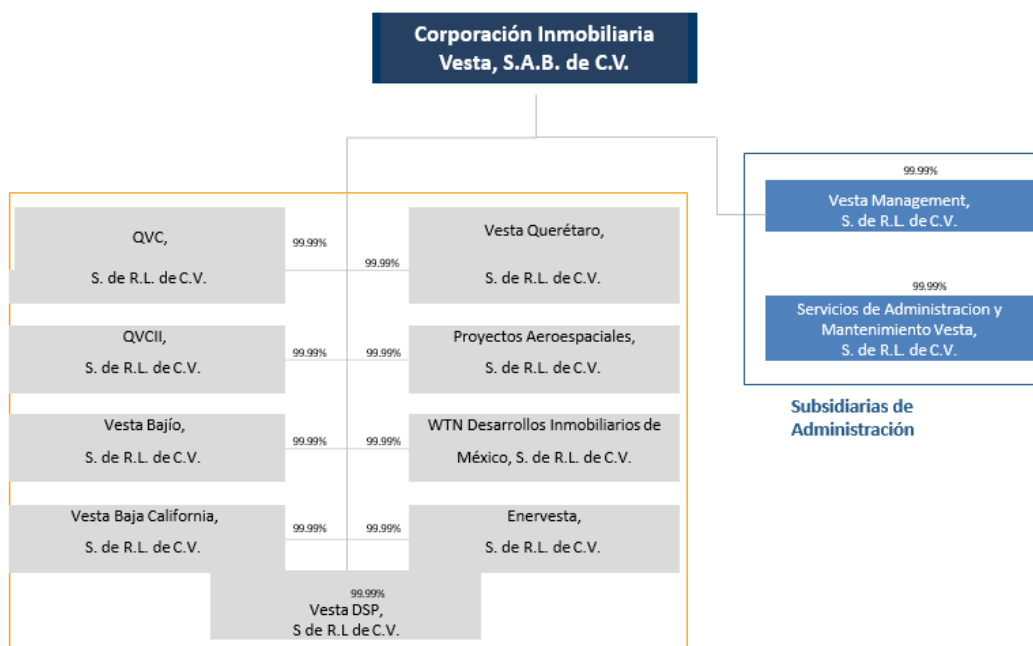 Corporación Inmobiliaria
Vesta, S.A.B. de C.V.
99.99%
Vesta Management,
S. de R.L. de C.V.
99.99%
Servicios de Administracion y
Mantenimiento Vesta,
S. de R.L. de C.V.
Subsidiarias de
Administración
QVC,
S. de R.L. de C.V.
99.99%
99.99%
Vesta Querétaro,
S. de R.L. de C.V.
QVCII,
S. de R.L. de C.V.
99.99%
99.99%
Proyectos Aeroespaciales,
S. de R.L. de C.V.
Vesta Bajío,
S. de R.L. de C.V.
99.99%
99.99%
WTN Desarrollos Inmobiliarios de
México, S. de R.L. de C.V.
Vesta Baja California,
S. de R.L. de C.V.
99.99%
99.99%
Enervesta,
S. de R.L. de C.V.
99.99%
Vesta DSP,
S de R.L de C.V.